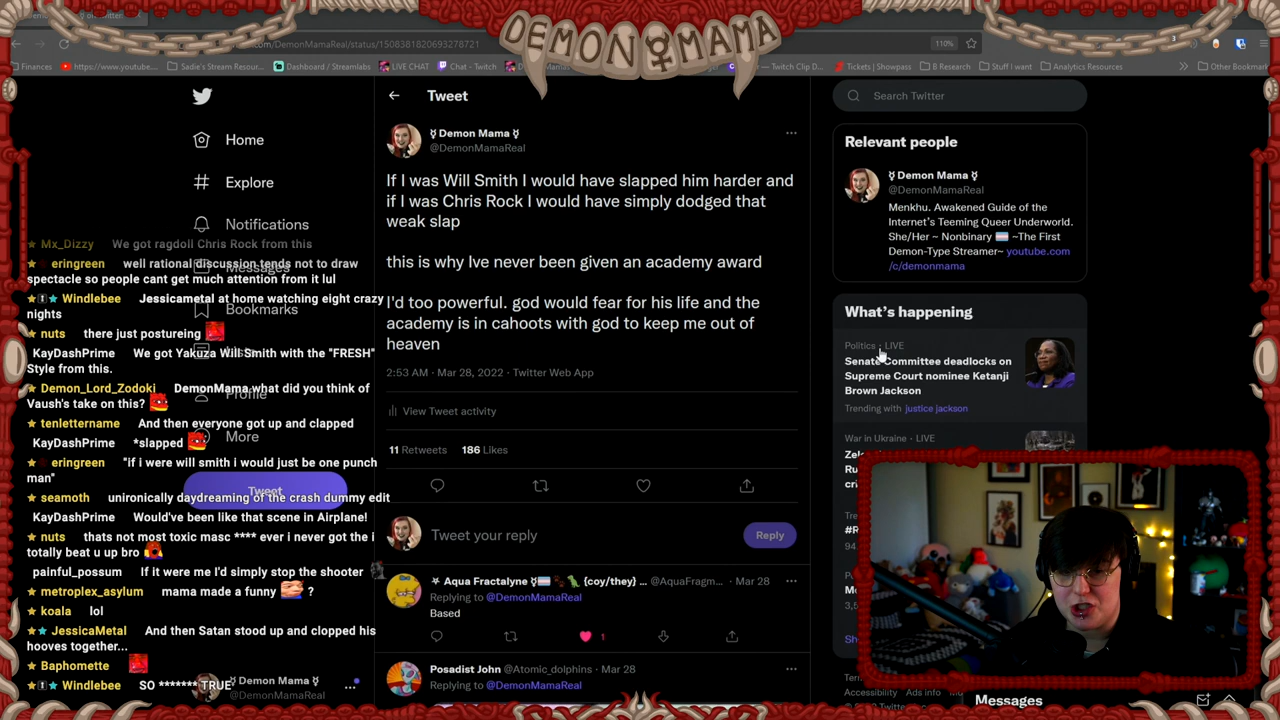 DEMON MAMA
.com/DemonMamaReal/status/1508381820693278721
110%
Finances
https://www.youtube...
Sadie's Stream Resour...
Dashboard / Streamlabs
LIVE CHAT
Chat - Twitch
Twitch Clip D...
Tickets | Showpass
B Research
Stuff I want
Analytics Resources
Other Bookmar
Home
Explore
Notifications
Messages
Bookmarks
Profile
More
Tweet
☿ Demon Mama ☿
@DemonMamaReal
Mx_Dizzy We got ragdoll Chris Rock from this
eringreen well rational discussion tends not to draw
spectacle so people cant get much attention from it lul
Windlebee Jessicametal at home watching eight crazy
nights
nuts there just postureing
KayDashPrime We got Yakuza Will Smith with the "FRESH"
Style from this.
Demon_Lord_Zodoki DemonMama what did you think of
Vaush's take on this?
tenlettername And then everyone got up and clapped
KayDashPrime *slapped
eringreen "if i were will smith i would just be one punch
man"
seamoth unironically daydreaming of the crash dummy edit
KayDashPrime Would've been like that scene in Airplane!
nuts thats not most toxic masc **** ever i never got the i
totally beat u up bro
painful_possum If it were me I'd simply stop the shooter
metroplex_asylum mama made a funny ?
koala lol
JessicaMetal And then Satan stood up and clopped his
hooves together...
Baphomette
Windlebee SO ******* TRUE
Tweet
☿ Demon Mama ☿
@DemonMamaReal
If I was Will Smith I would have slapped him harder and
if I was Chris Rock I would have simply dodged that
weak slap
this is why Ive never been given an academy award
I'd too powerful. god would fear for his life and the
academy is in cahoots with god to keep me out of
heaven
2:53 AM · Mar 28, 2022 · Twitter Web App
View Tweet activity
11 Retweets 186 Likes
Tweet your reply
Reply
Aqua Fractalyne {coy/they} ... @AquaFragm... · Mar 28
Replying to @DemonMamaReal
Based
1
Posadist John @Atomic_dolphins · Mar 28
Replying to @DemonMamaReal
Search Twitter
Relevant people
☿ Demon Mama ☿
@DemonMamaReal
Menkhu. Awakened Guide of the
Internet's Teeming Queer Underworld.
She/Her ~ Nonbinary ~The First
Demon-Type Streamer~ youtube.com
/c/demonmama
What's happening
Politics · LIVE
Senate Committee deadlocks on
Supreme Court nominee Ketanji
Brown Jackson
Trending with justice jackson
War in Ukraine · LIVE
Accessibility Ads info
Messages